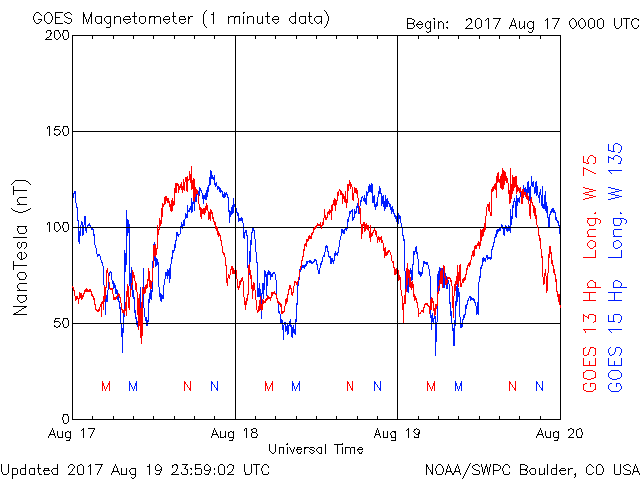 GOES Magnetometer (1 minute data)
Begin: 2017 Aug 17 0000 UTC
200
150
100
50
0
NanoTesla (nT)
M M N N M M N N M M N N
Aug 17 Aug 18 Aug 19 Aug 20
Universal Time
GOES 13 Hp Long. W 75
GOES 15 Hp Long. W 135
Updated 2017 Aug 19 23:59:02 UTC
NOAA/SWPC Boulder, CO USA